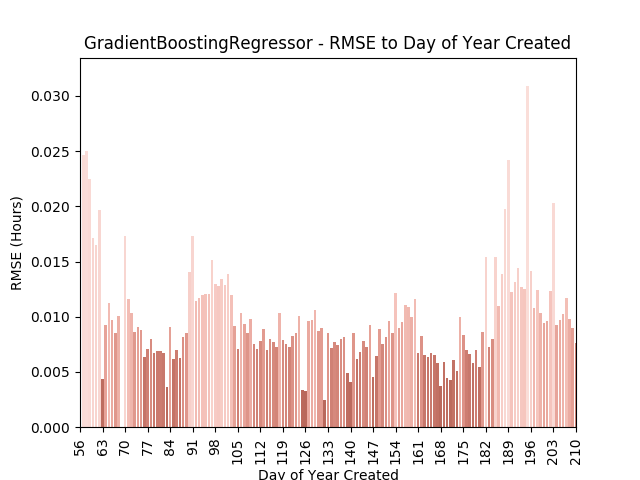 GradientBoostingRegressor - RMSE to Day of Year Created
RMSE (Hours)
0.030
0.025
0.020
0.015
0.010
0.005
0.000
56 63 70 77 84 91 98 105 112 119 126 133 140 147 154 161 168 175 182 189 196 203 210
Day of Year Created